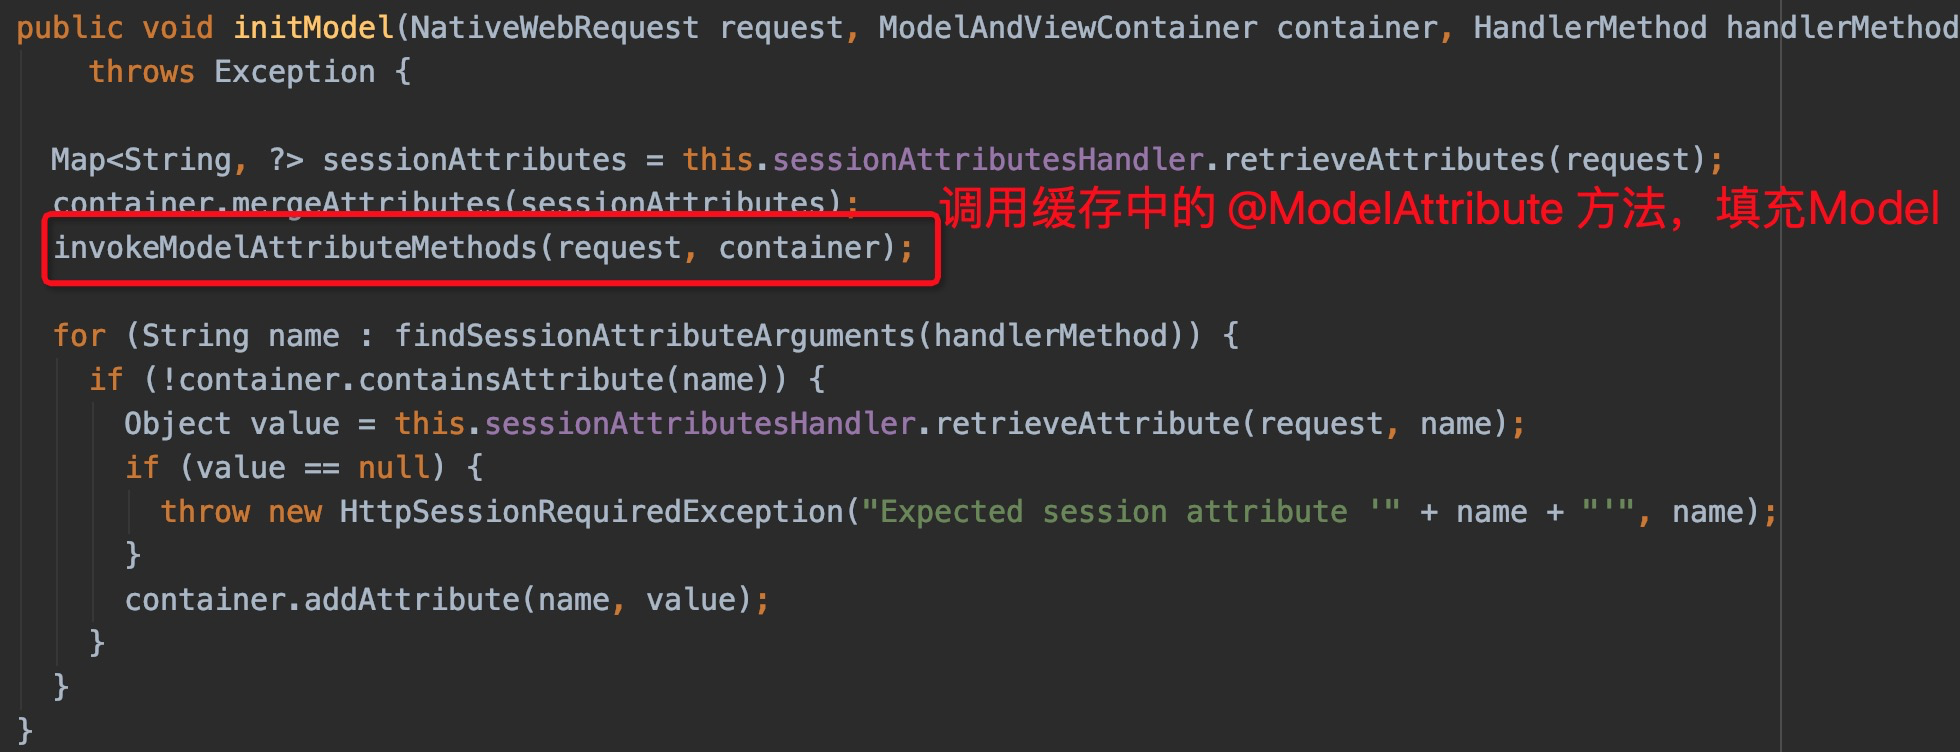 public void initModel(NativeWebRequest request, ModelAndViewContainer container, HandlerMethod handlerMethod
throws Exception {
Map<String, ?> sessionAttributes = this.sessionAttributesHandler.retrieveAttributes(request);
container.mergeAttributes(sessionAttributes);
调用缓存中的 @ModelAttribute 方法，填充Model
invokeModelAttributeMethods(request, container);
for (String name : findSessionAttributeArguments(handlerMethod)) {
if (!container.containsAttribute(name)) {
Object value = this.sessionAttributesHandler.retrieveAttribute(request, name);
if (value == null) {
throw new HttpSessionRequiredException("Expected session attribute '" + name + "'", name);
}
container.addAttribute(name, value);
}
}
}